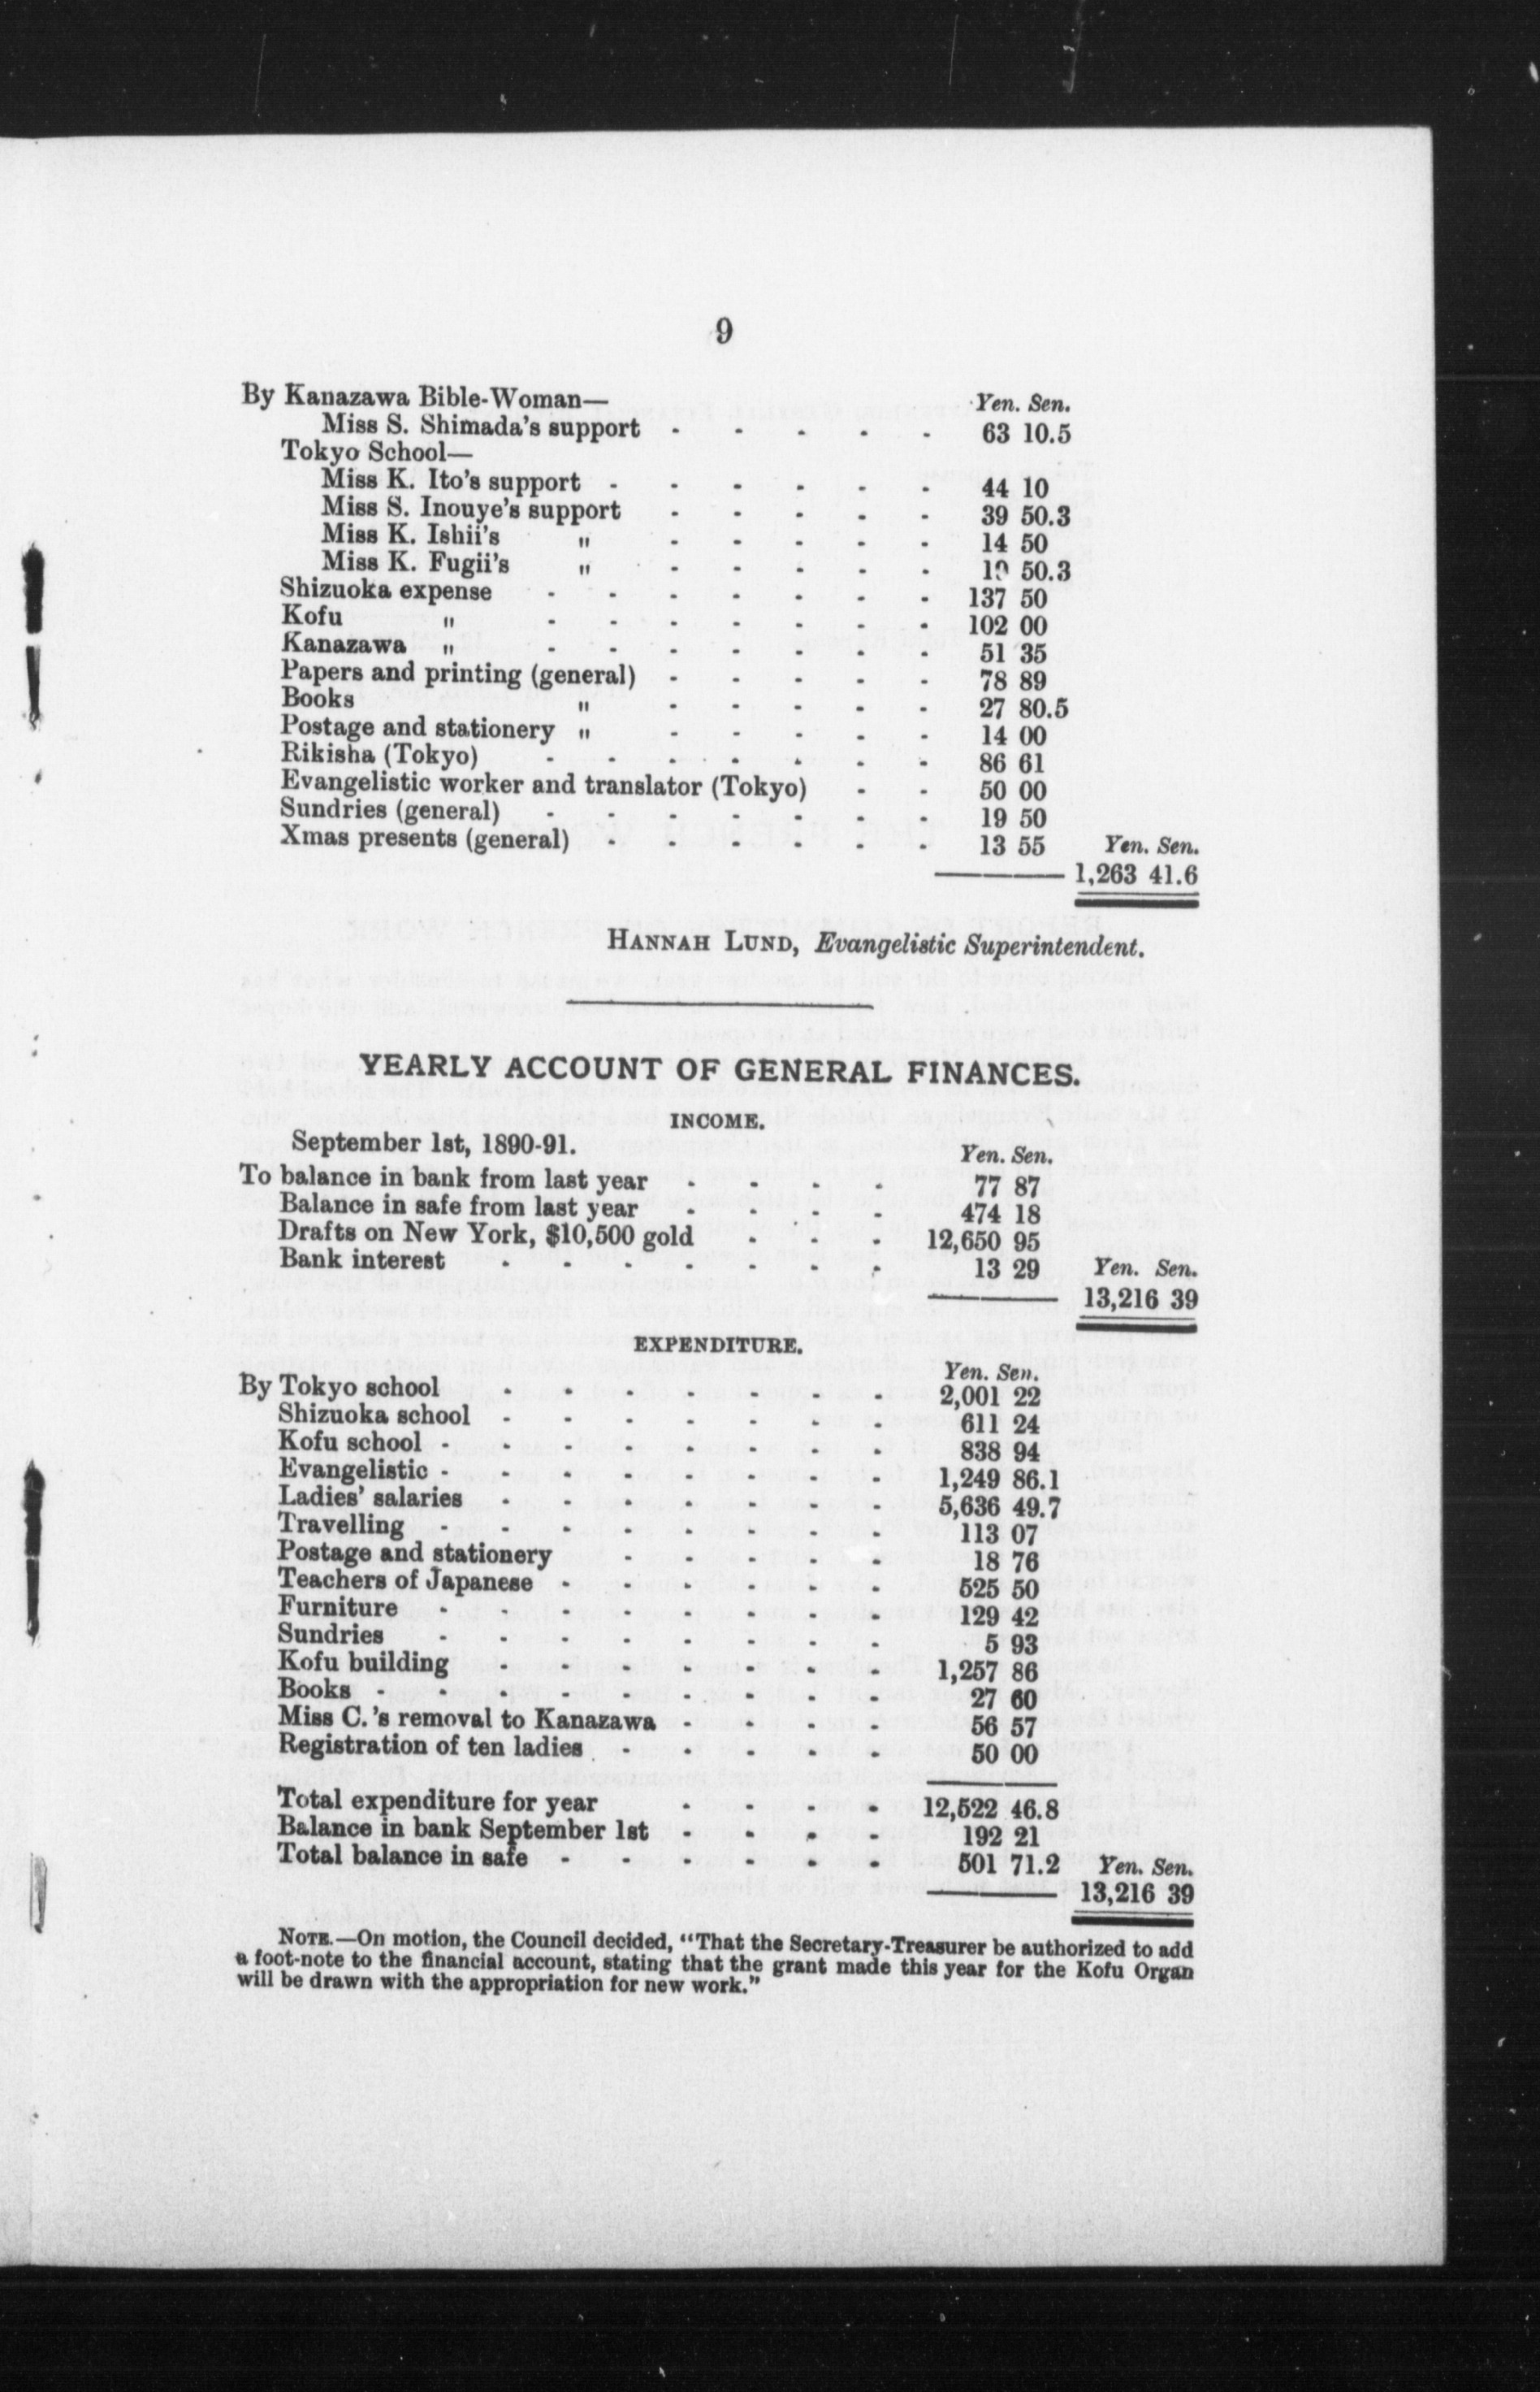 9
By Kanazawa Bible-Woman— Yen. Sen.
Miss S. Shimada's support - - - - - 63 10.5
Tokyo School—
Miss K. Ito's support - - - - - - 44 10
Miss S. Inouye's support - - - - - 39 50.3
Miss K. Ishii's " - - - - - 14 50
Miss K. Fugii's " - - - - - 50.3
Shizuoka expense - - - - - - - 137 50
Kofu " - - - - - - - 102 00
Kanazawa " - - - - - - - 51 35
Papers and printing (general) - - - - - 78 89
Books " - - - - - 27 80.5
Postage and stationery " - - - - - 14 00
Rikisha (Tokyo) - - - - - - - 86 61
Evangelistic worker and translator (Tokyo) - - 50 00
Sundries (general) - - - - - - - 19 50
Xmas presents (general) - - - - - - 13 55 Yen. Sen.
1,263 41.6
HANNAH LUND, Evangelistic Superintendent.
YEARLY ACCOUNT OF GENERAL FINANCES.
INCOME.
September 1st, 1890-91. Yen. Sen.
To balance in bank from last year - - - - 77 87
Balance in safe from last year - - - - 474 18
Drafts on New York, $10,500 gold - - - 12,650 95
Bank interest - - - - - - - 13 29 Yen. Sen.
13,216 39
EXPENDITURE.
Yen. Sen.
By Tokyo school - - - - - - - 2,001 22
Shizuoka school - - - - - - - 611 24
Kofu school - - - - - - - - 838 94
Evangelistic - - - - - - - - 1,249 86.1
Ladies' salaries - - - - - - - 5,636 49.7
Travelling - - - - - - - - 113 07
Postage and stationery - - - - - 18 76
Teachers of Japanese - - - - - - 525 50
Furniture - - - - - - - - 129 42
Sundries - - - - - - - - 5 93
Kofu building - - - - - - - 1,257 86
Books - - - - - - - - - 27 60
Miss C.'s removal to Kanazawa - - - - 56 57
Registration of ten ladies - - - - - 50 00
Total expenditure for year - - - - 12,522 46.8
Balance in bank September 1st - - - - 192 21
Total balance in safe - - - - - - 501 71.2 Yen. Sen.
13,216 39
NOTE.—On motion, the Council decided, "That the Secretary-Treasurer be authorized to add
a foot-note to the financial account, stating that the grant made this year for the Kofu Organ
will be drawn with the appropriation for new work."